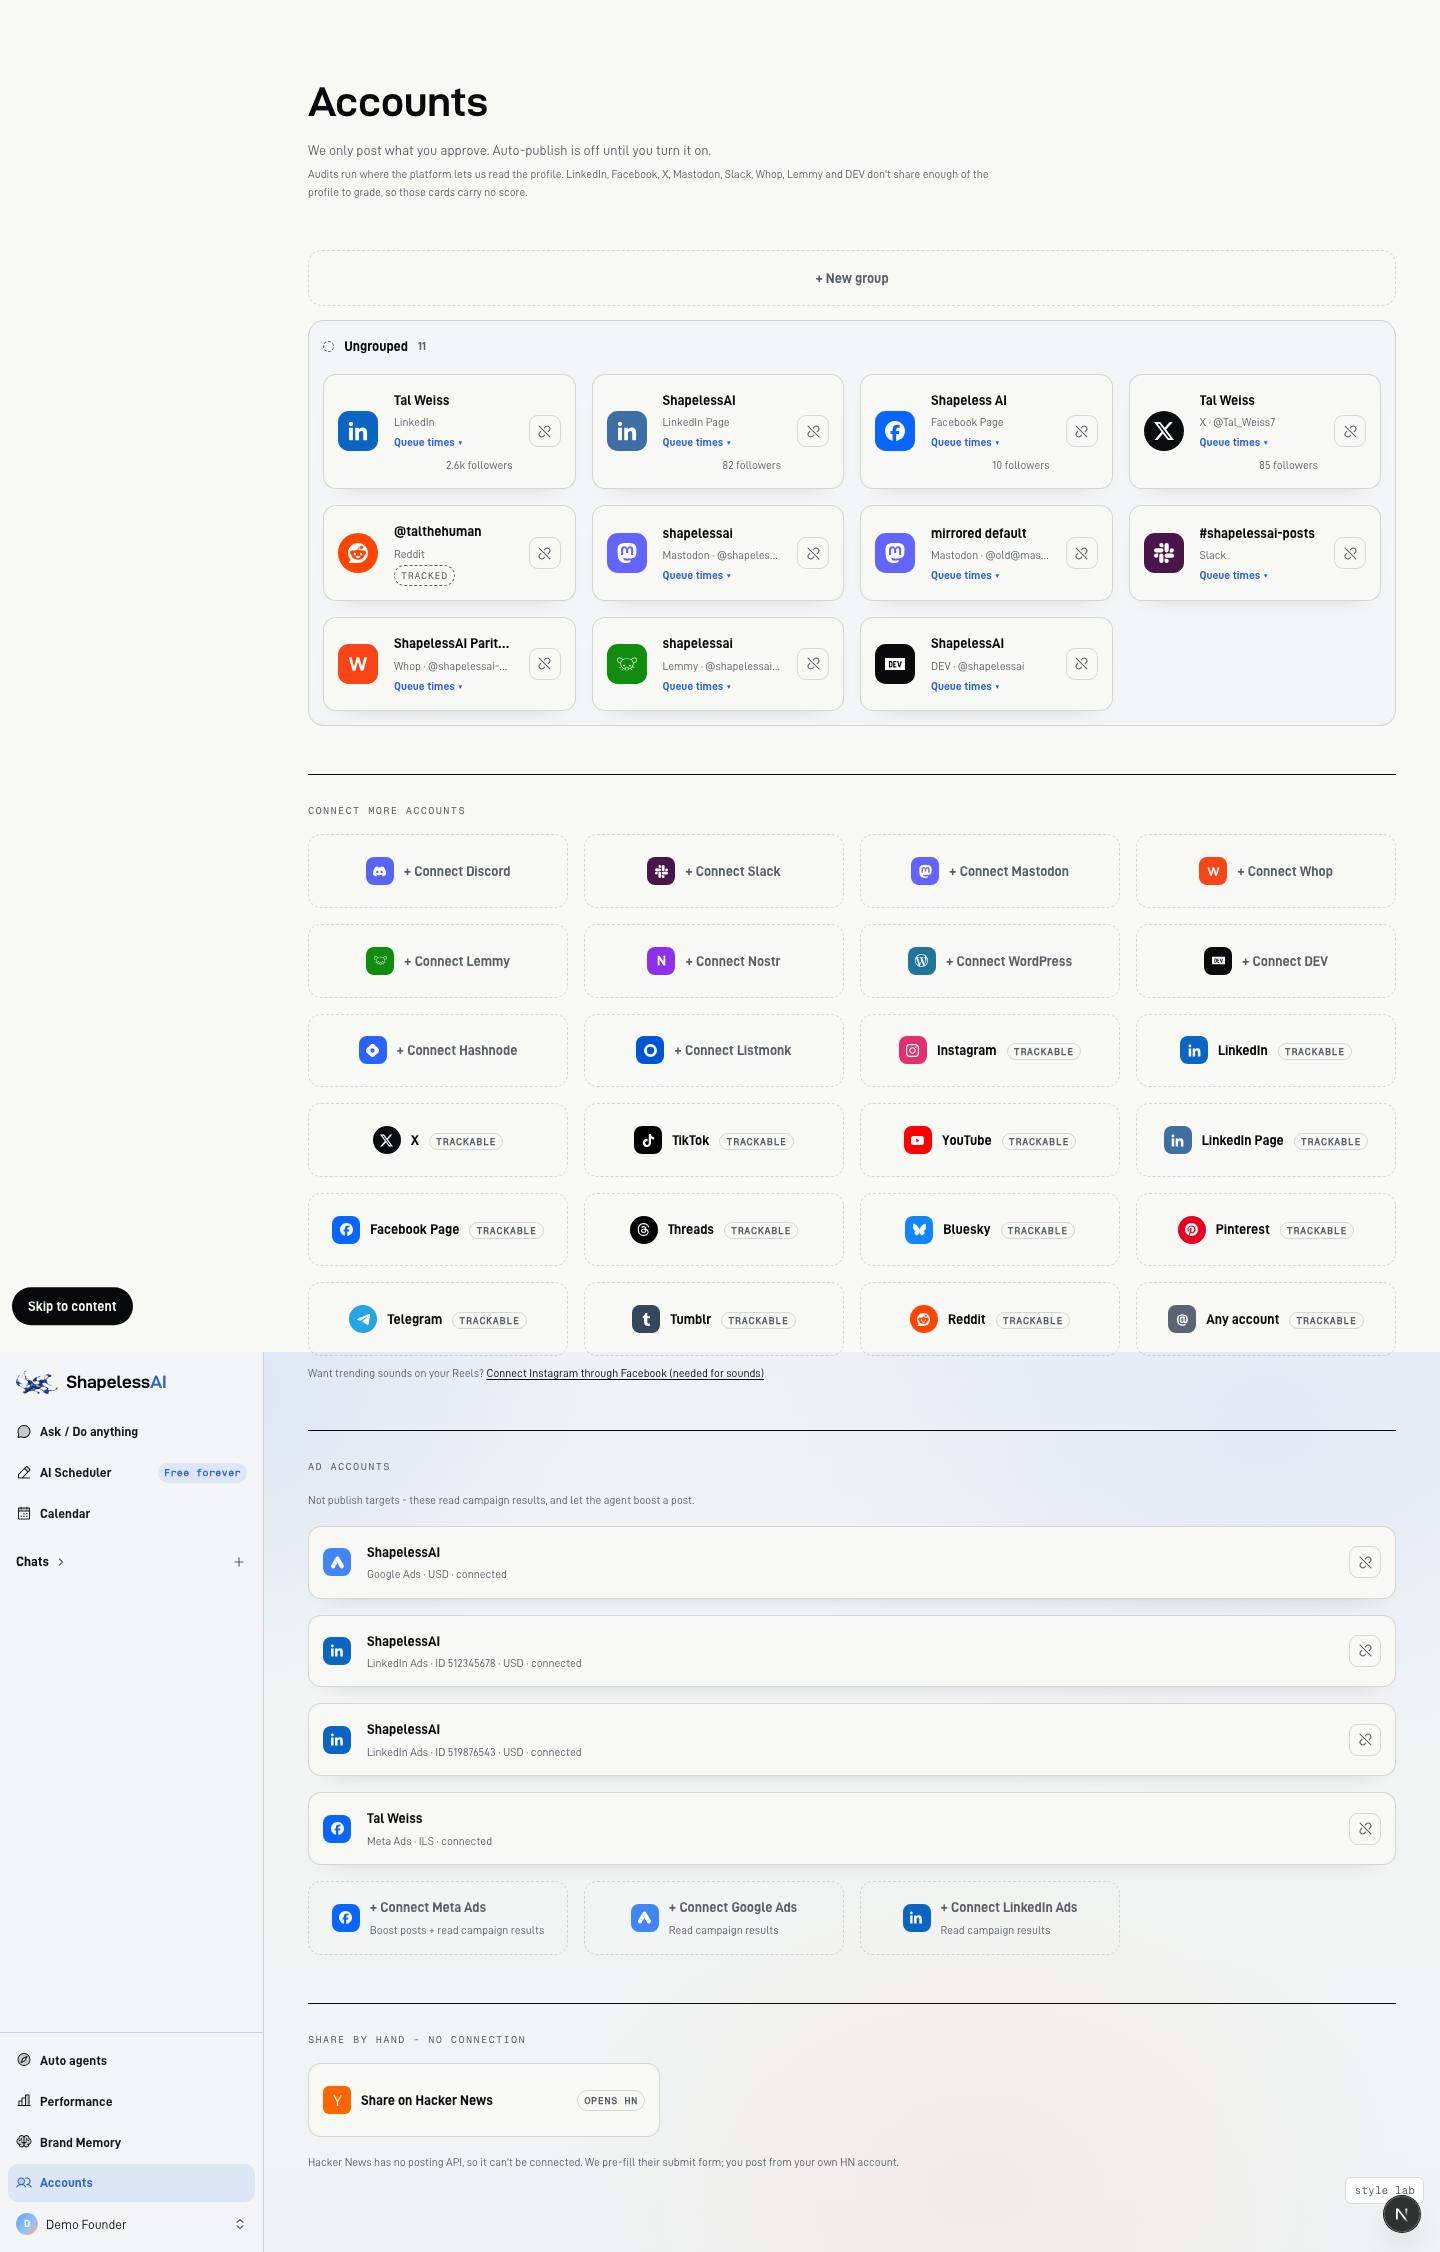 Accounts
We only post what you approve. Auto-publish is off until you turn it on.
Audits run where the platform lets us read the profile. LinkedIn, Facebook, X, Mastodon, Slack, Whop, Lemmy and DEV don't share enough of the
profile to grade, so those cards carry no score.
+ New group
Ungrouped 11
Tal Weiss
LinkedIn
Queue times ▾
2.6k followers
ShapelessAI
LinkedIn Page
Queue times ▾
82 followers
Shapeless AI
Facebook Page
Queue times ▾
10 followers
Tal Weiss
X · @Tal_Weiss7
Queue times ▾
85 followers
@talthehuman
Reddit
TRACKED
shapelessai
Mastodon · @shapeles...
Queue times ▾
mirrored default
Mastodon · @old@mas...
Queue times ▾
#shapelessai-posts
Slack
Queue times ▾
W
ShapelessAI Parit...
Whop · @shapelessai-...
Queue times ▾
shapelessai
Lemmy · @shapelessai...
Queue times ▾
DEV
ShapelessAI
DEV · @shapelessai
Queue times ▾
CONNECT MORE ACCOUNTS
+ Connect Discord
+ Connect Slack
+ Connect Mastodon
W + Connect Whop
+ Connect Lemmy
N + Connect Nostr
+ Connect WordPress
DEV + Connect DEV
+ Connect Hashnode
+ Connect Listmonk
Instagram TRACKABLE
LinkedIn TRACKABLE
X TRACKABLE
TikTok TRACKABLE
YouTube TRACKABLE
LinkedIn Page TRACKABLE
Facebook Page TRACKABLE
Threads TRACKABLE
Bluesky TRACKABLE
Pinterest TRACKABLE
Telegram TRACKABLE
Tumblr TRACKABLE
Reddit TRACKABLE
@ Any account TRACKABLE
Want trending sounds on your Reels? Connect Instagram through Facebook (needed for sounds)
AD ACCOUNTS
Not publish targets - these read campaign results, and let the agent boost a post.
ShapelessAI
Google Ads · USD · connected
ShapelessAI
LinkedIn Ads · ID 512345678 · USD · connected
ShapelessAI
LinkedIn Ads · ID 519876543 · USD · connected
Tal Weiss
Meta Ads · ILS · connected
+ Connect Meta Ads
Boost posts + read campaign results
+ Connect Google Ads
Read campaign results
+ Connect LinkedIn Ads
Read campaign results
SHARE BY HAND - NO CONNECTION
Y Share on Hacker News OPENS HN
Hacker News has no posting API, so it can't be connected. We pre-fill their submit form; you post from your own HN account.
Skip to content
ShapelessAI
Ask / Do anything
AI Scheduler Free forever
Calendar
Chats
Auto agents
Performance
Brand Memory
Accounts
D Demo Founder
style lab
N